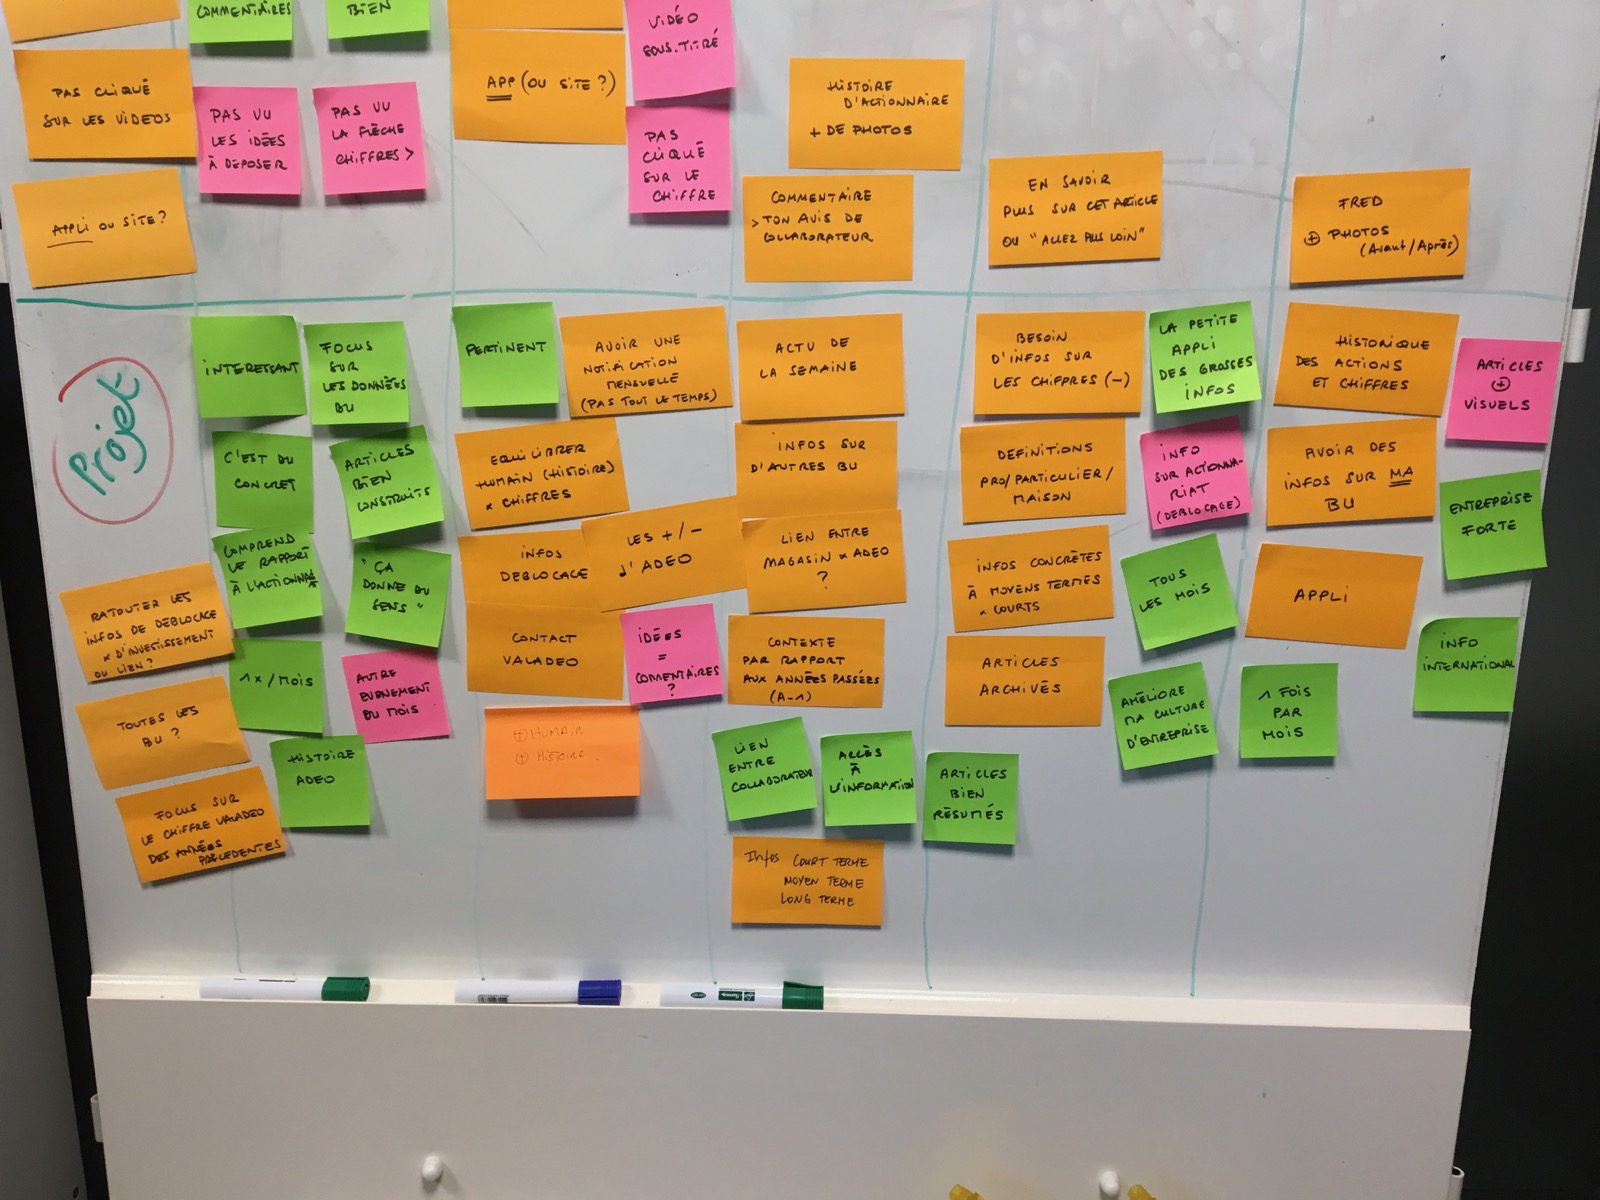 COMMENTAIRES
BIEN
VIDÉO
SOUS-TITRÉ
PAS CLIQUÉ
SUR LES VIDEOS
PAS VU
LES IDÉES
À DEPOSER
PAS VU
LA FLÈCHE
CHIFFRES >
APP (OU SITE ?)
PAS
CLIQUÉ
SUR LE
CHIFFRE
HISTOIRE
D'ACTIONNAIRE
+ DE PHOTOS
APPLI OU SITE ?
COMMENTAIRE
> TON AVIS DE
COLLABORATEUR
EN SAVOIR
PLUS SUR CET ARTICLE
OU "ALLEZ PLUS LOIN"
FRED
⊕ PHOTOS
(Avant/Après)
Projet
INTERESSANT
FOCUS
SUR
LES DONNÉES
BU
PERTINENT
AVOIR UNE
NOTIFICATION
MENSUELLE
(PAS TOUT LE TEMPS)
ACTU DE
LA SEMAINE
BESOIN
D'INFOS SUR
LES CHIFFRES (-)
LA PETITE
APPLI
DES GROSSES
INFOS
HISTORIQUE
DES ACTIONS
ET CHIFFRES
ARTICLES
⊕
VISUELS
C'EST DU
CONCRET
ARTICLES
BIEN
CONSTRUITS
EQUILIBRER
HUMAIN (HISTOIRE)
x CHIFFRES
INFOS SUR
D'AUTRES BU
DEFINITIONS
PRO/PARTICULIER/
MAISON
INFO
SUR ACTIONNA-
RIAT
(DEBLOCAGE)
AVOIR DES
INFOS SUR MA
BU
ENTREPRISE
FORTE
COMPREND
LE RAPPORT
À L'ACTIONNA
"ÇA
DONNE DU
SENS"
INFOS
DEBLOCAGE
LES +/-
d'ADEO
LIEN ENTRE
MAGASIN x ADEO
?
INFOS CONCRÈTES
À MOYENS TERMES
x COURTS
TOUS
LES MOIS
APPLI
RAJOUTER LES
INFOS DE DEBLOCAGE
x D'INVESTISSEMENT
OU LIEN ?
1x/MOIS
AUTRE
EVENEMENT
DU MOIS
CONTACT
VALADEO
IDÉES
=
COMMENTAIRES
?
CONTEXTE
PAR RAPPORT
AUX ANNÉES PASSÉES
(A-1)
ARTICLES
ARCHIVÉS
AMÉLIORE
MA CULTURE
D'ENTREPRISE
1 FOIS
PAR
MOIS
INFO
INTERNATIONAL
TOUTES LES
BU ?
HISTOIRE
ADEO
⊕ HUMAIN
⊕ HISTOIRE
LIEN
ENTRE
COLLABORATEUR
ACCÈS
À
L'INFORMATION
ARTICLES
BIEN
RÉSUMÉS
FOCUS SUR
LE CHIFFRE VALADEO
DES ANNÉES
PRÉCEDENTES
Infos COURT TERME
MOYEN TERME
LONG TERME